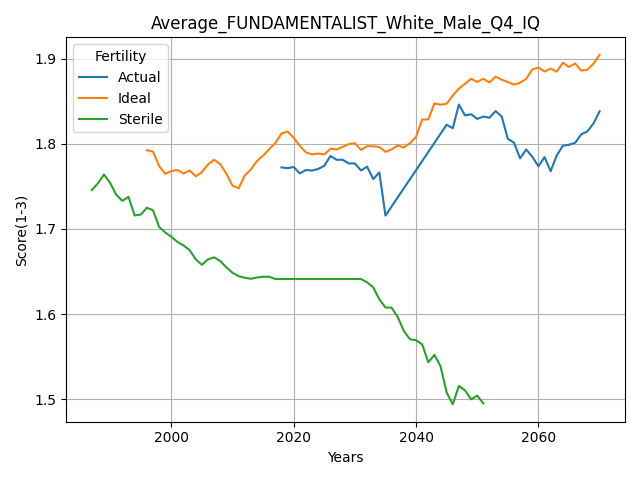 Average_FUNDAMENTALIST_White_Male_Q4_IQ
Fertility
Actual
Ideal
Sterile
Score(1-3)
1.9
1.8
1.7
1.6
1.5
2000 2020 2040 2060
Years